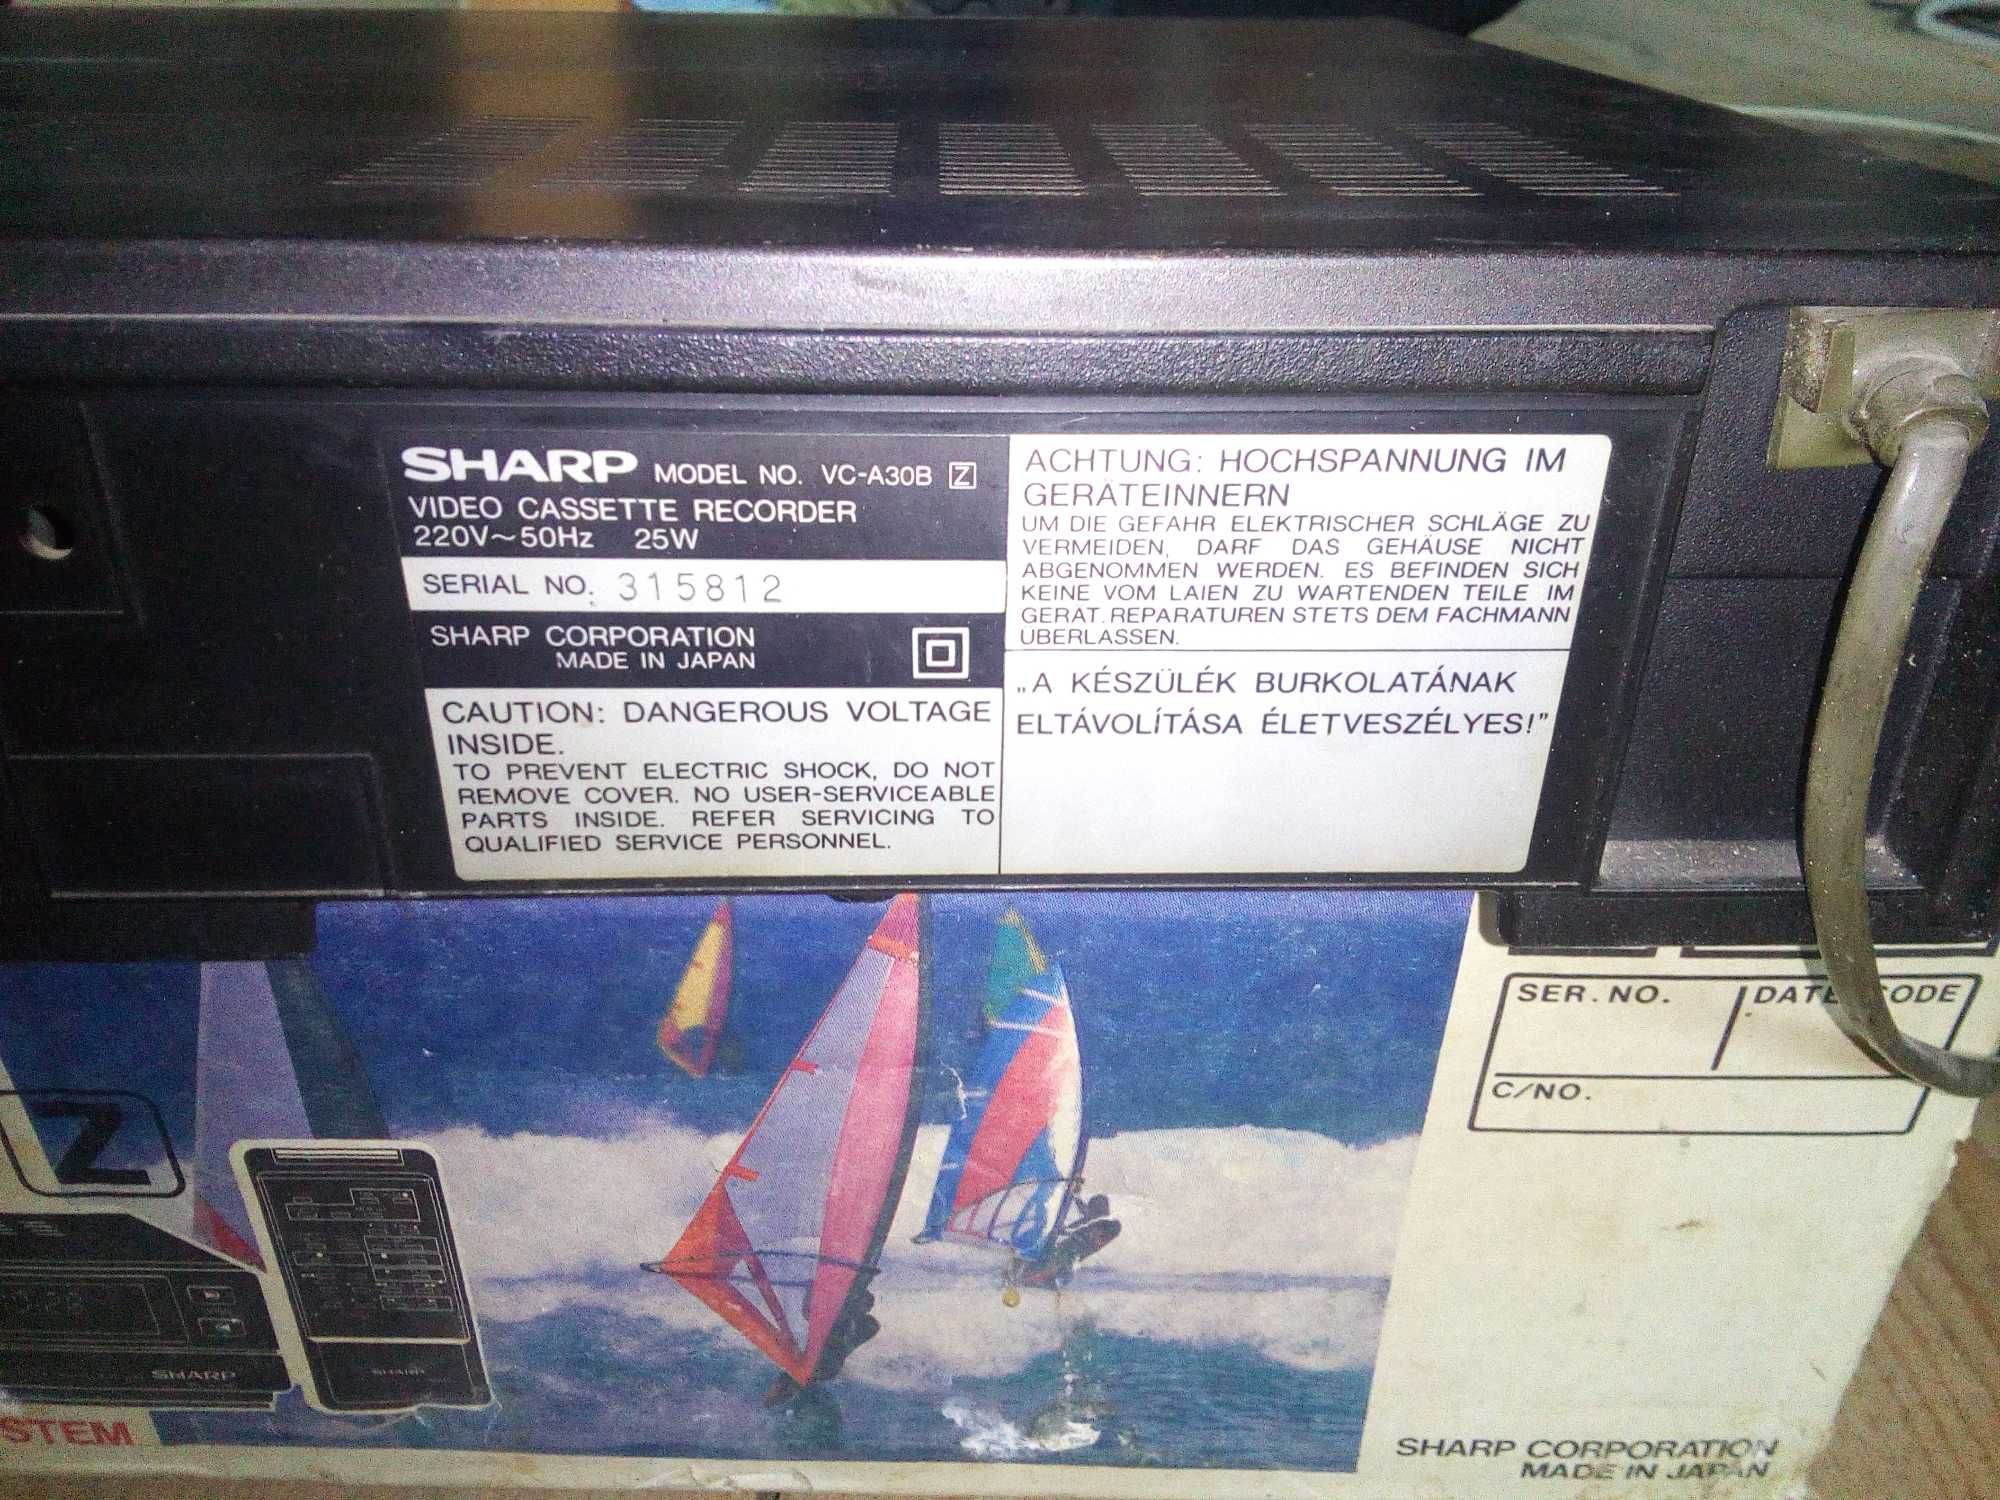 SHARP MODEL NO. VC-A30B Z
VIDEO CASSETTE RECORDER
220V~50Hz 25W
SERIAL NO. 315812
SHARP CORPORATION
MADE IN JAPAN
CAUTION: DANGEROUS VOLTAGE
INSIDE.
TO PREVENT ELECTRIC SHOCK, DO NOT
REMOVE COVER. NO USER-SERVICEABLE
PARTS INSIDE. REFER SERVICING TO
QUALIFIED SERVICE PERSONNEL.
ACHTUNG: HOCHSPANNUNG IM
GERÄTEINNERN
UM DIE GEFAHR ELEKTRISCHER SCHLÄGE ZU
VERMEIDEN, DARF DAS GEHÄUSE NICHT
ABGENOMMEN WERDEN. ES BEFINDEN SICH
KEINE VOM LAIEN ZU WARTENDEN TEILE IM
GERÄT. REPARATUREN STETS DEM FACHMANN
ÜBERLASSEN.
„A KÉSZÜLÉK BURKOLATÁNAK
ELTÁVOLÍTÁSA ÉLETVESZÉLYES!”
SER. NO. DATE CODE
C/NO.
Z
SHARP
SHARP
STEM
SHARP CORPORATION
MADE IN JAPAN